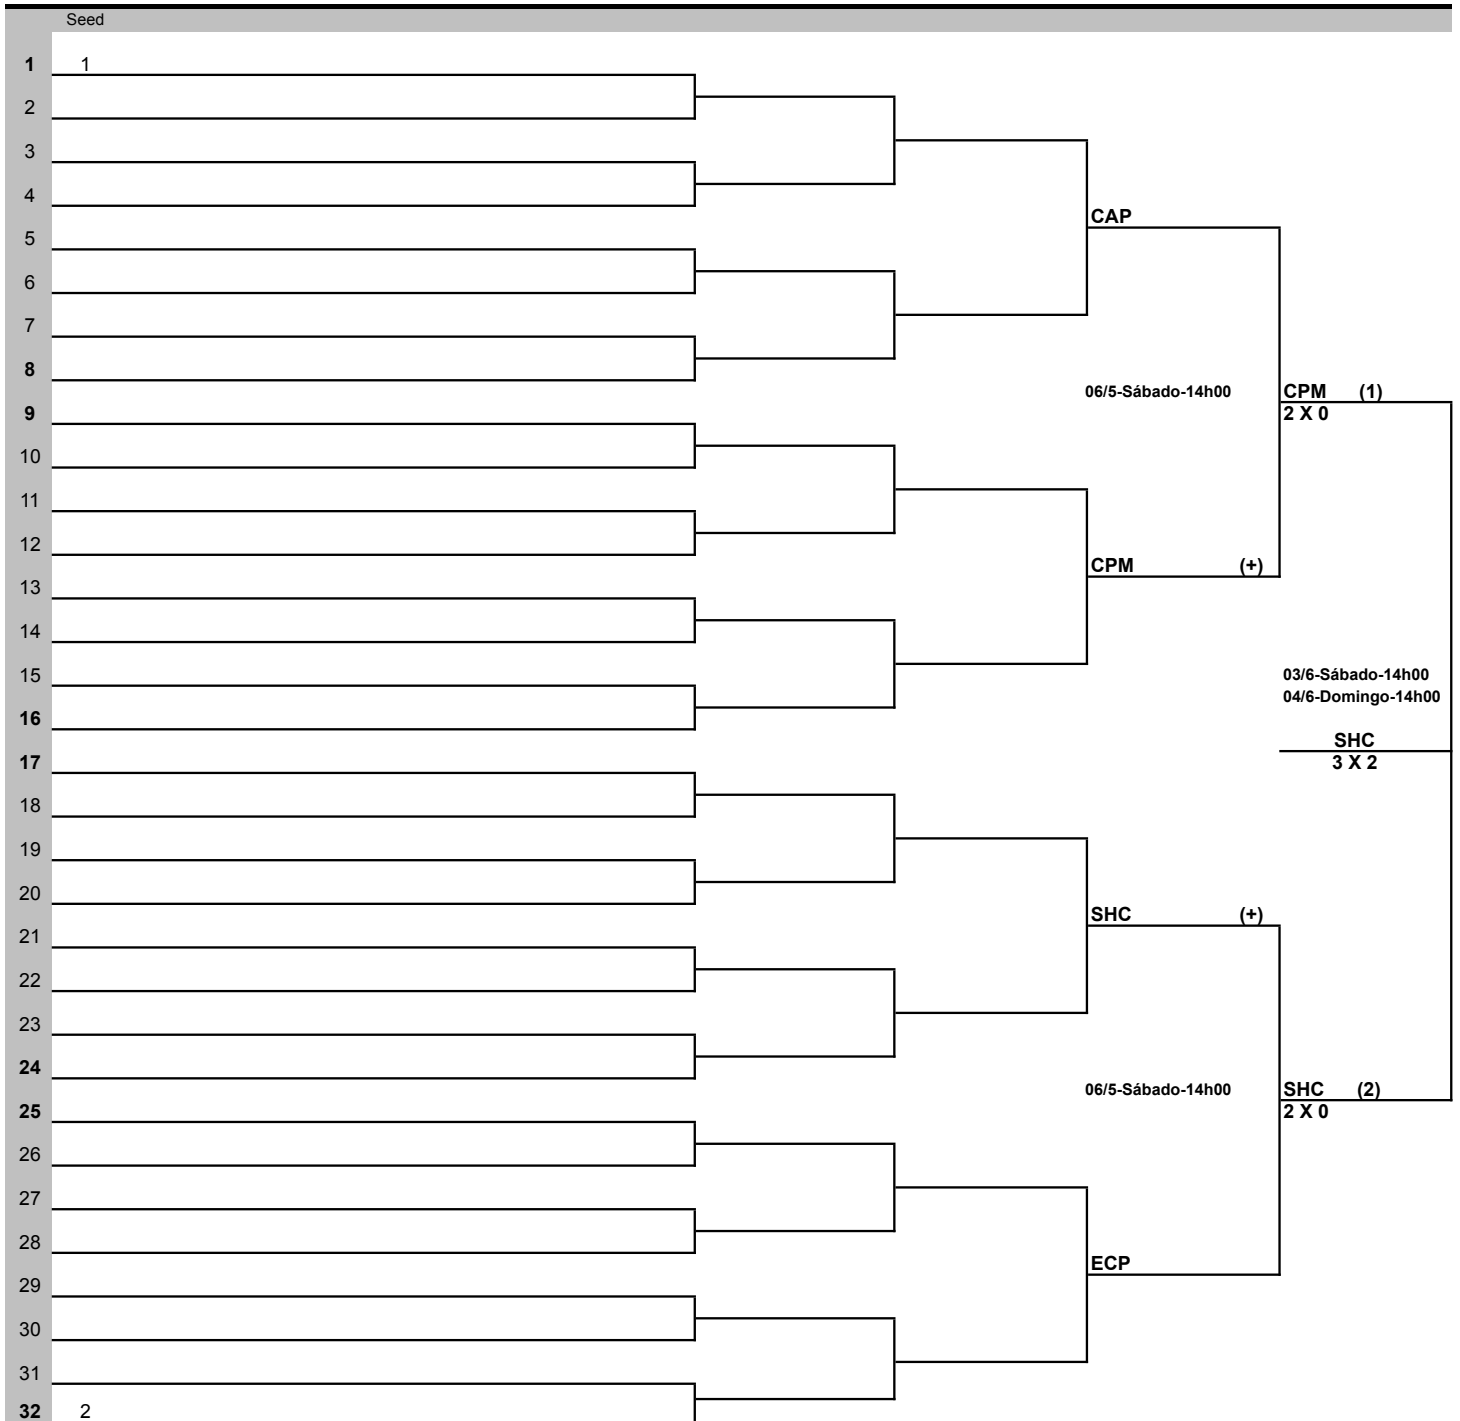 Seed
1 1
2
3
4
CAP
5
6
7
8
06/5-Sábado-14h00 CPM (1)
9 2 X 0
10
11
12
CPM (+)
13
14
15 03/6-Sábado-14h00
04/6-Domingo-14h00
16
SHC
17 3 X 2
18
19
20
SHC (+)
21
22
23
24
06/5-Sábado-14h00 SHC (2)
25 2 X 0
26
27
28
ECP
29
30
31
32 2